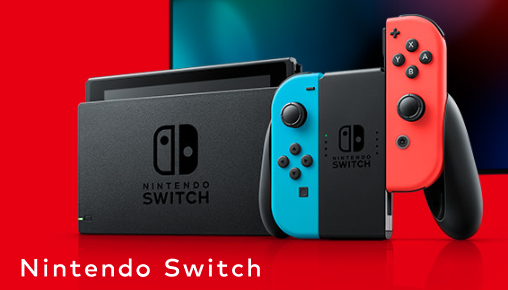 NINTENDO
SWITCH
NINTENDO
SWITCH
X
Y
A
B
Nintendo Switch